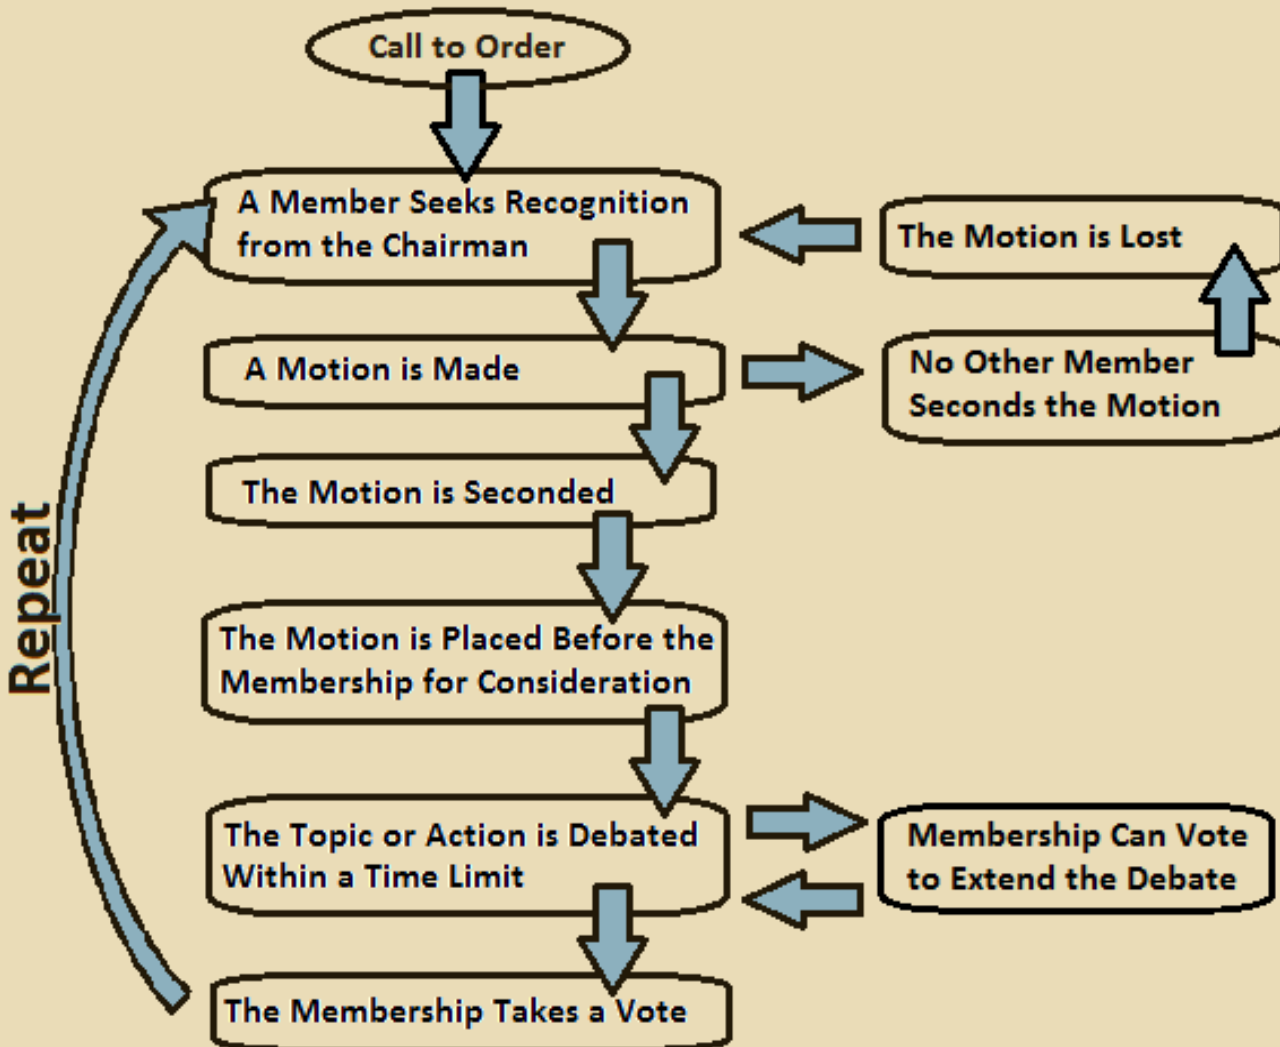 Call to Order
A Member Seeks Recognition
from the Chairman
The Motion is Lost
A Motion is Made
No Other Member
Seconds the Motion
The Motion is Seconded
Repeat
The Motion is Placed Before the
Membership for Consideration
The Topic or Action is Debated
Within a Time Limit
Membership Can Vote
to Extend the Debate
The Membership Takes a Vote